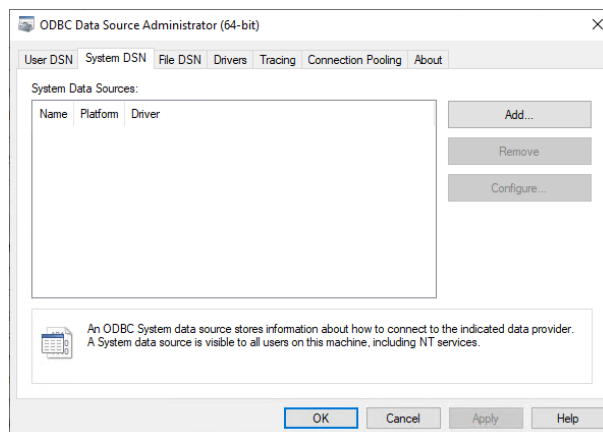 ODBC Data Source Administrator (64-bit)
User DSN System DSN File DSN Drivers Tracing Connection Pooling About
System Data Sources:
Name Platform Driver
Add...
Remove
Configure...
An ODBC System data source stores information about how to connect to the indicated data provider.
A System data source is visible to all users on this machine, including NT services.
OK Cancel Apply Help